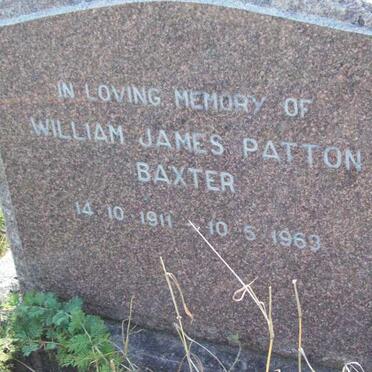 IN LOVING MEMORY OF
WILLIAM JAMES PATTON
BAXTER
14 10 1911 10 5 1963